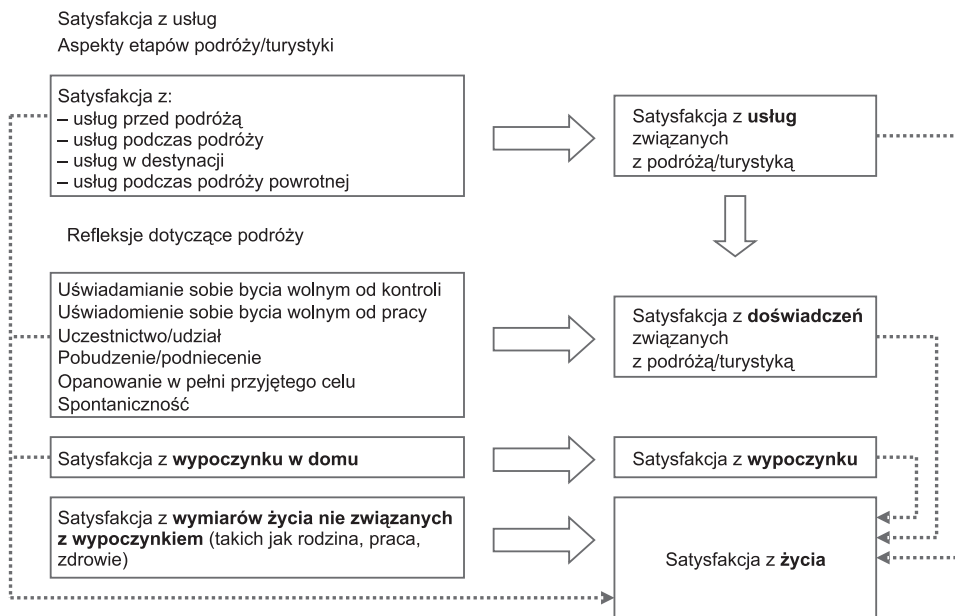 Satysfakcja z usług
Aspekty etapów podróży/turystyki
Satysfakcja z:
– usług przed podróżą
– usług podczas podróży
– usług w destynacji
– usług podczas podróży powrotnej
Satysfakcja z usług
związanych
z podróżą/turystyką
Refleksje dotyczące podróży
Uświadamianie sobie bycia wolnym od kontroli
Uświadomienie sobie bycia wolnym od pracy
Uczestnictwo/udział
Pobudzenie/podniecenie
Opanowanie w pełni przyjętego celu
Spontaniczność
Satysfakcja z doświadczeń
związanych
z podróżą/turystyką
Satysfakcja z wypoczynku w domu
Satysfakcja z wypoczynku
Satysfakcja z wymiarów życia nie związanych
z wypoczynkiem (takich jak rodzina, praca,
zdrowie)
Satysfakcja z życia